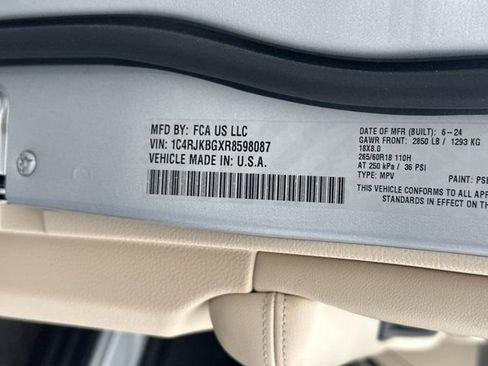 MFD BY: FCA US LLC
VIN: 1C4RJKBGXR8598087
VEHICLE MADE IN: U.S.A.
DATE OF MFR (BUILT): 6-24
GAWR FRONT: 2850 LB / 1293 KG
18X8.0
265/60R18 110H
AT 250 kPa / 36 PSI
TYPE: MPV PAINT:
THIS VEHICLE CONFORMS TO ALL
STANDARDS IN EFFECT ON